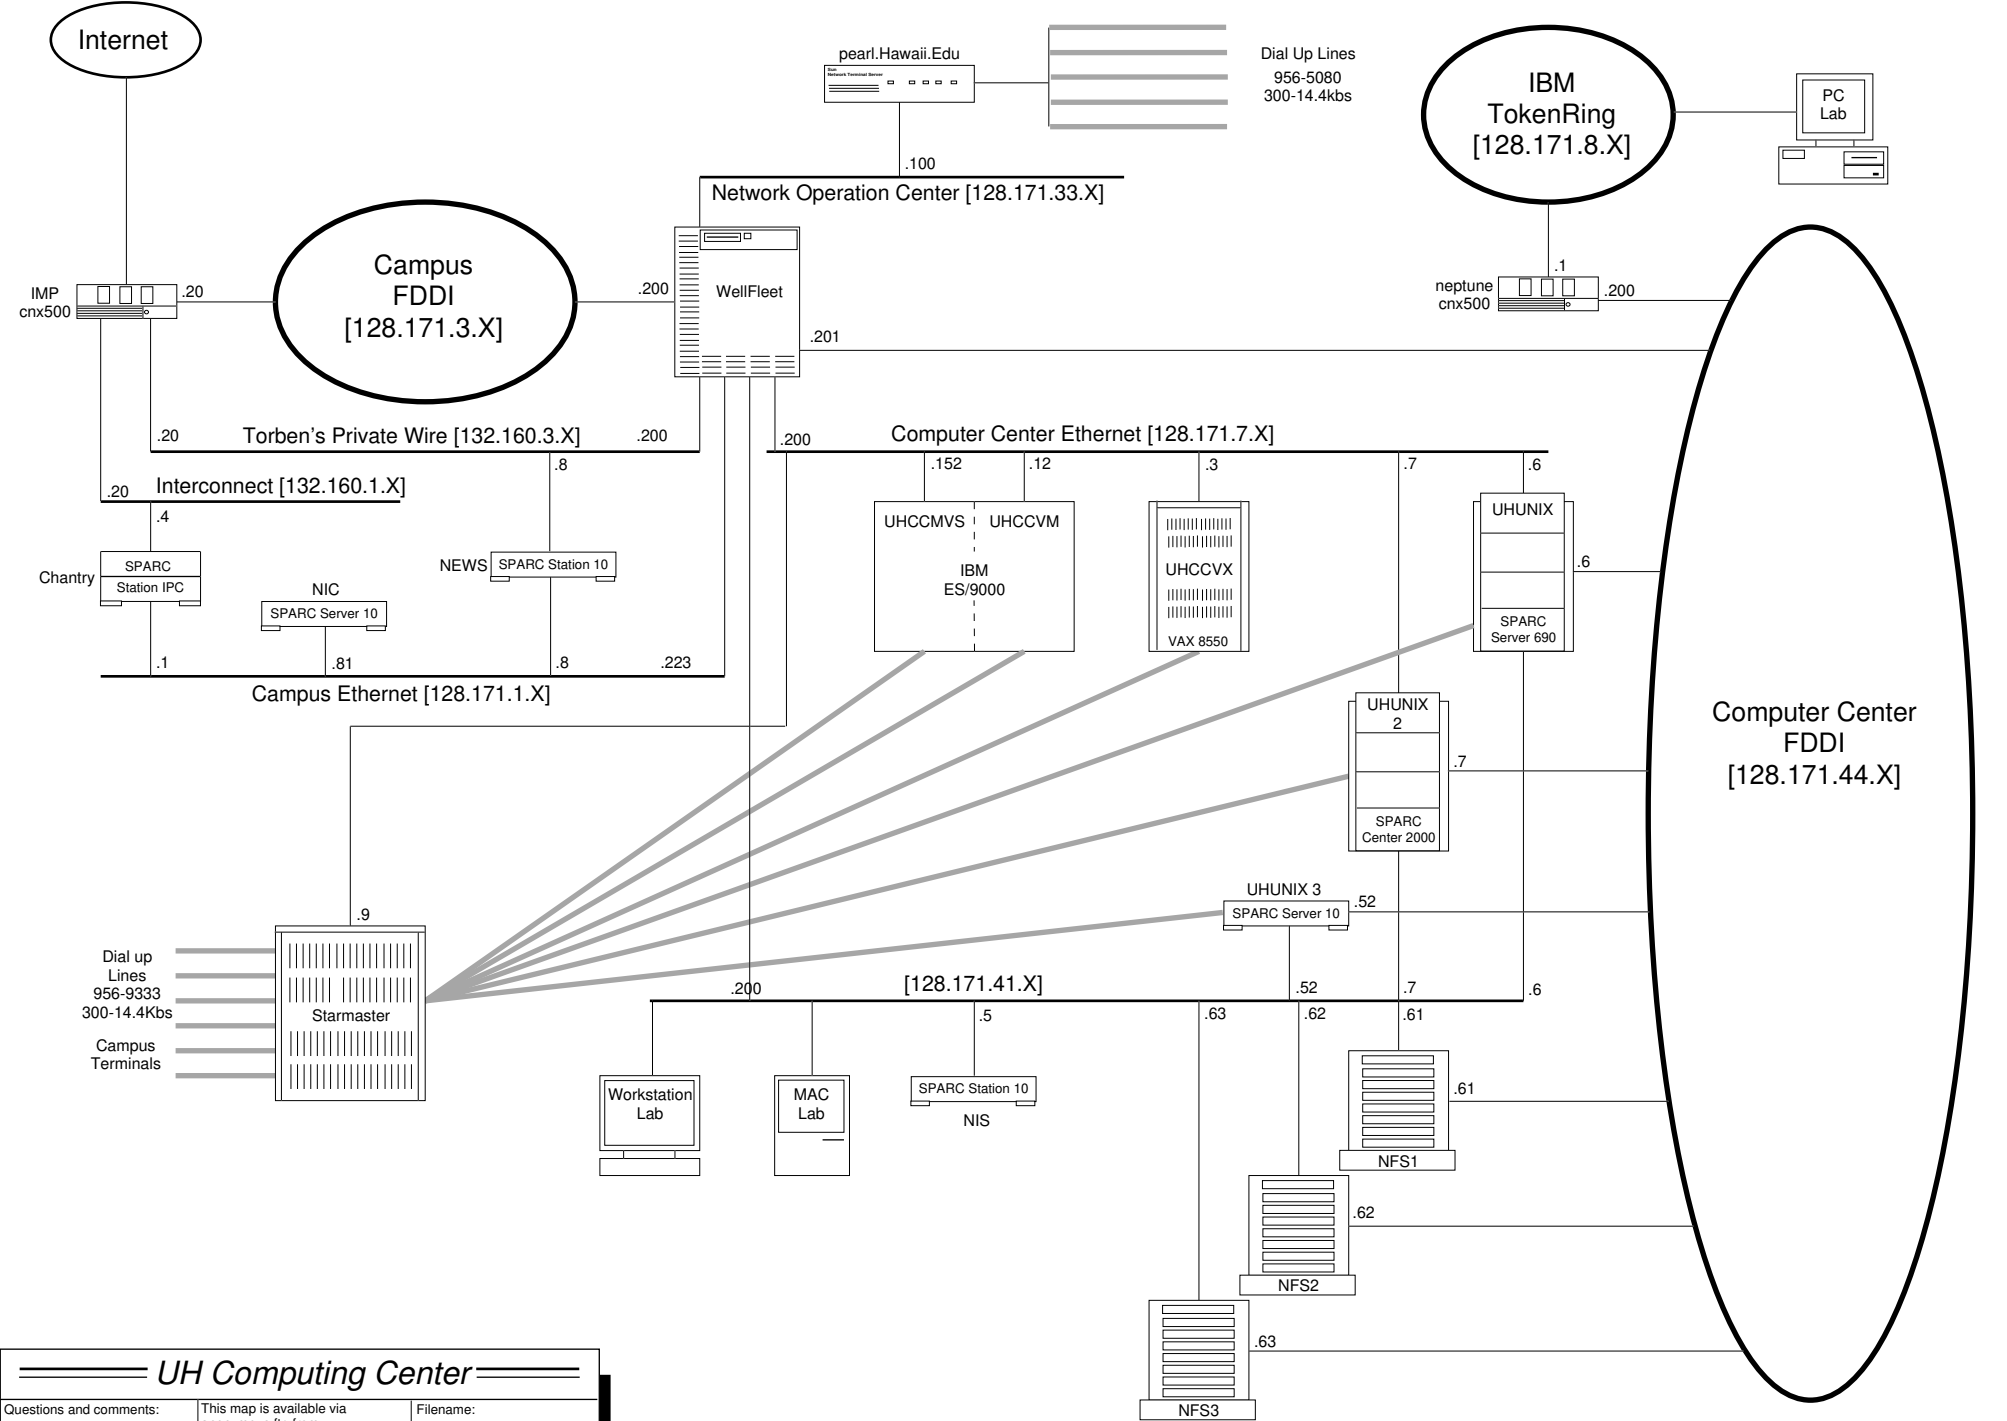 Internet
pearl.Hawaii.Edu
Sun
Network Terminal Server
Dial Up Lines
956-5080
300-14.4kbs
IBM
TokenRing
[128.171.8.X]
PC
Lab
.100
Network Operation Center [128.171.33.X]
Campus
FDDI
[128.171.3.X]
IMP
cnx500
.20
.200
WellFleet
.201
.1
neptune
cnx500
.200
.20
Torben's Private Wire [132.160.3.X]
.200
.200
Computer Center Ethernet [128.171.7.X]
.8
.152
.12
.3
.7
.6
.20
Interconnect [132.160.1.X]
.4
Chantry
SPARC
Station IPC
NIC
SPARC Server 10
NEWS
SPARC Station 10
UHCCMVS
UHCCVM
IBM
ES/9000
UHCCVX
VAX 8550
UHUNIX
SPARC
Server 690
.6
.1
.81
.8
.223
Campus Ethernet [128.171.1.X]
UHUNIX
2
SPARC
Center 2000
.7
Computer Center
FDDI
[128.171.44.X]
UHUNIX 3
SPARC Server 10
.52
.9
Dial up
Lines
956-9333
300-14.4Kbs
Campus
Terminals
Starmaster
.200
[128.171.41.X]
.52
.7
.6
.5
.63
.62
.61
Workstation
Lab
MAC
Lab
SPARC Station 10
NIS
.61
NFS1
.62
NFS2
.63
NFS3
UH Computing Center
Questions and comments:
This map is available via
Filename: